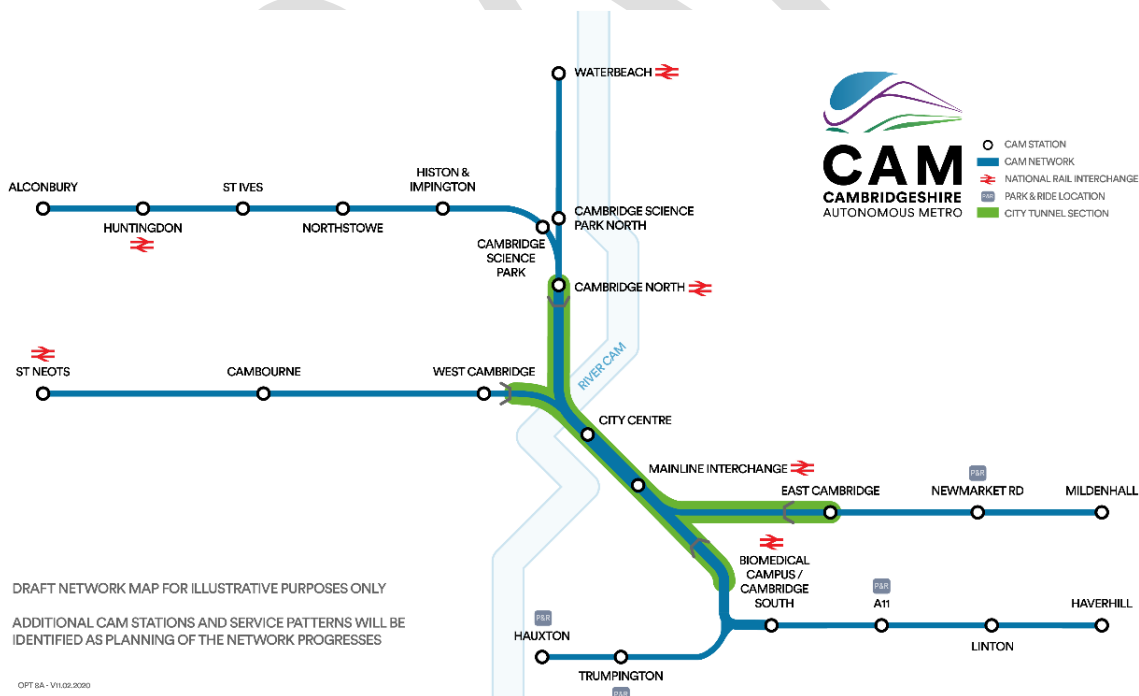 WATERBEACH
CAM
CAMBRIDGESHIRE
AUTONOMOUS METRO
CAM STATION
CAM NETWORK
NATIONAL RAIL INTERCHANGE
P&R
PARK & RIDE LOCATION
CITY TUNNEL SECTION
ALCONBURY
HUNTINGDON
ST IVES
NORTHSTOWE
HISTON &
IMPINGTON
CAMBRIDGE SCIENCE
PARK NORTH
CAMBRIDGE
SCIENCE
PARK
CAMBRIDGE NORTH
RIVER CAM
ST NEOTS
CAMBOURNE
WEST CAMBRIDGE
CITY CENTRE
MAINLINE INTERCHANGE
EAST CAMBRIDGE
P&R
NEWMARKET RD
MILDENHALL
BIOMEDICAL
CAMPUS /
CAMBRIDGE
SOUTH
P&R
A11
LINTON
HAVERHILL
P&R
HAUXTON
TRUMPINGTON
P&R
DRAFT NETWORK MAP FOR ILLUSTRATIVE PURPOSES ONLY
ADDITIONAL CAM STATIONS AND SERVICE PATTERNS WILL BE
IDENTIFIED AS PLANNING OF THE NETWORK PROGRESSES
OPT 8A - V11.02.2020